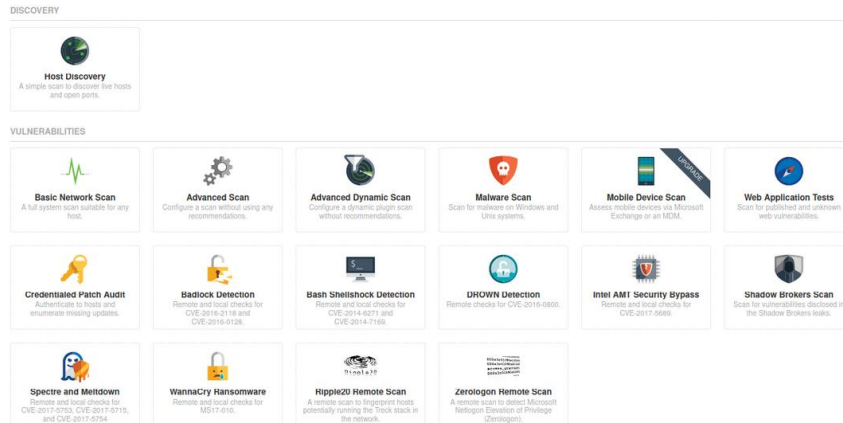 DISCOVERY
Host Discovery
A simple scan to discover live hosts
and open ports.
VULNERABILITIES
UPGRADE
Basic Network Scan
A full system scan suitable for any
host.
Advanced Scan
Configure a scan without using any
recommendations.
Advanced Dynamic Scan
Configure a dynamic plugin scan
without recommendations.
Malware Scan
Scan for malware on Windows and
Unix systems.
Mobile Device Scan
Assess mobile devices via Microsoft
Exchange or an MDM.
Web Application Tests
Scan for published and unknown
web vulnerabilities.
Credentialed Patch Audit
Authenticate to hosts and
enumerate missing updates.
Badlock Detection
Remote and local checks for
CVE-2016-2118 and
CVE-2016-0128.
Bash Shellshock Detection
Remote and local checks for
CVE-2014-6271 and
CVE-2014-7169.
DROWN Detection
Remote checks for CVE-2016-0800.
Intel AMT Security Bypass
Remote and local checks for
CVE-2017-5689.
Shadow Brokers Scan
Scan for vulnerabilities disclosed in
the Shadow Brokers leaks.
Spectre and Meltdown
Remote and local checks for
CVE-2017-5753, CVE-2017-5715,
and CVE-2017-5754
WannaCry Ransomware
Remote and local checks for
MS17-010.
Ripple20
Ripple20 Remote Scan
A remote scan to fingerprint hosts
potentially running the Treck stack in
the network.
Zerologon Remote Scan
A remote scan to detect Microsoft
Netlogon Elevation of Privilege
(Zerologon).